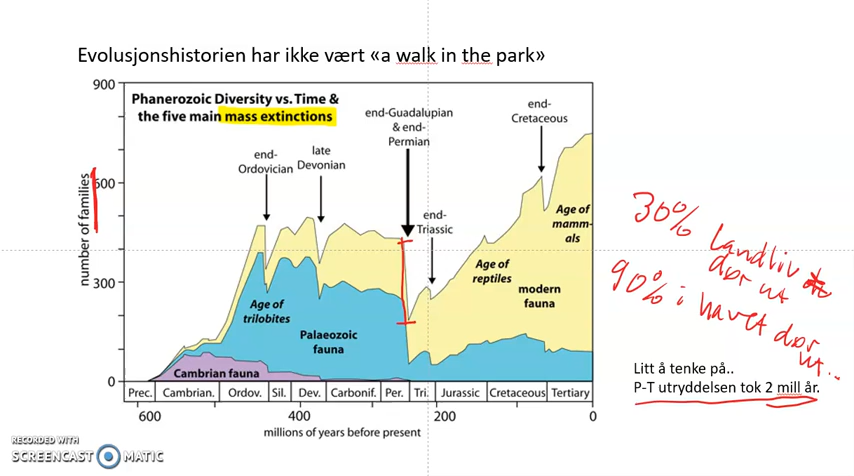 Evolusjonshistorien har ikke vært «a walk in the park»
900
Phanerozoic Diversity vs. Time &
the five main mass extinctions
end-
Ordovician
late
Devonian
end-Guadalupian
& end-
Permian
end-
Triassic
end-
Cretaceous
number of families
600
300
0
Age of
trilobites
Palaeozoic
fauna
Cambrian fauna
Age of
reptiles
modern
fauna
Age of
mamm-
als
Prec. Cambrian. Ordov. Sil. Dev. Carbonif. Per. Tri. Jurassic Cretaceous Tertiary
600 400 200 0
millions of years before present
30% landliv
dør ut
90% i havet dør
ut..
Litt å tenke på..
P-T utryddelsen tok 2 mill år.
RECORDED WITH
SCREENCAST MATIC